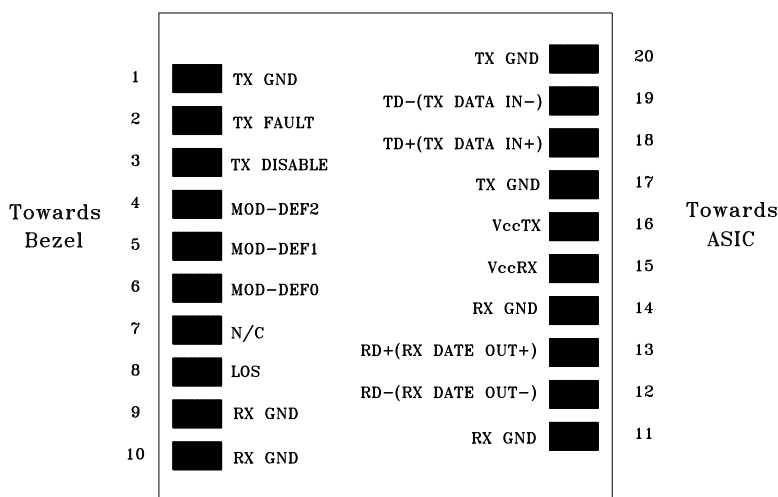 1 TX GND
2 TX FAULT
3 TX DISABLE
4 MOD-DEF2
5 MOD-DEF1
6 MOD-DEF0
7 N/C
8 LOS
9 RX GND
10 RX GND
Towards
Bezel
TX GND 20
TD-(TX DATA IN-) 19
TD+(TX DATA IN+) 18
TX GND 17
VccTX 16
VccRX 15
RX GND 14
RD+(RX DATE OUT+) 13
RD-(RX DATE OUT-) 12
RX GND 11
Towards
ASIC